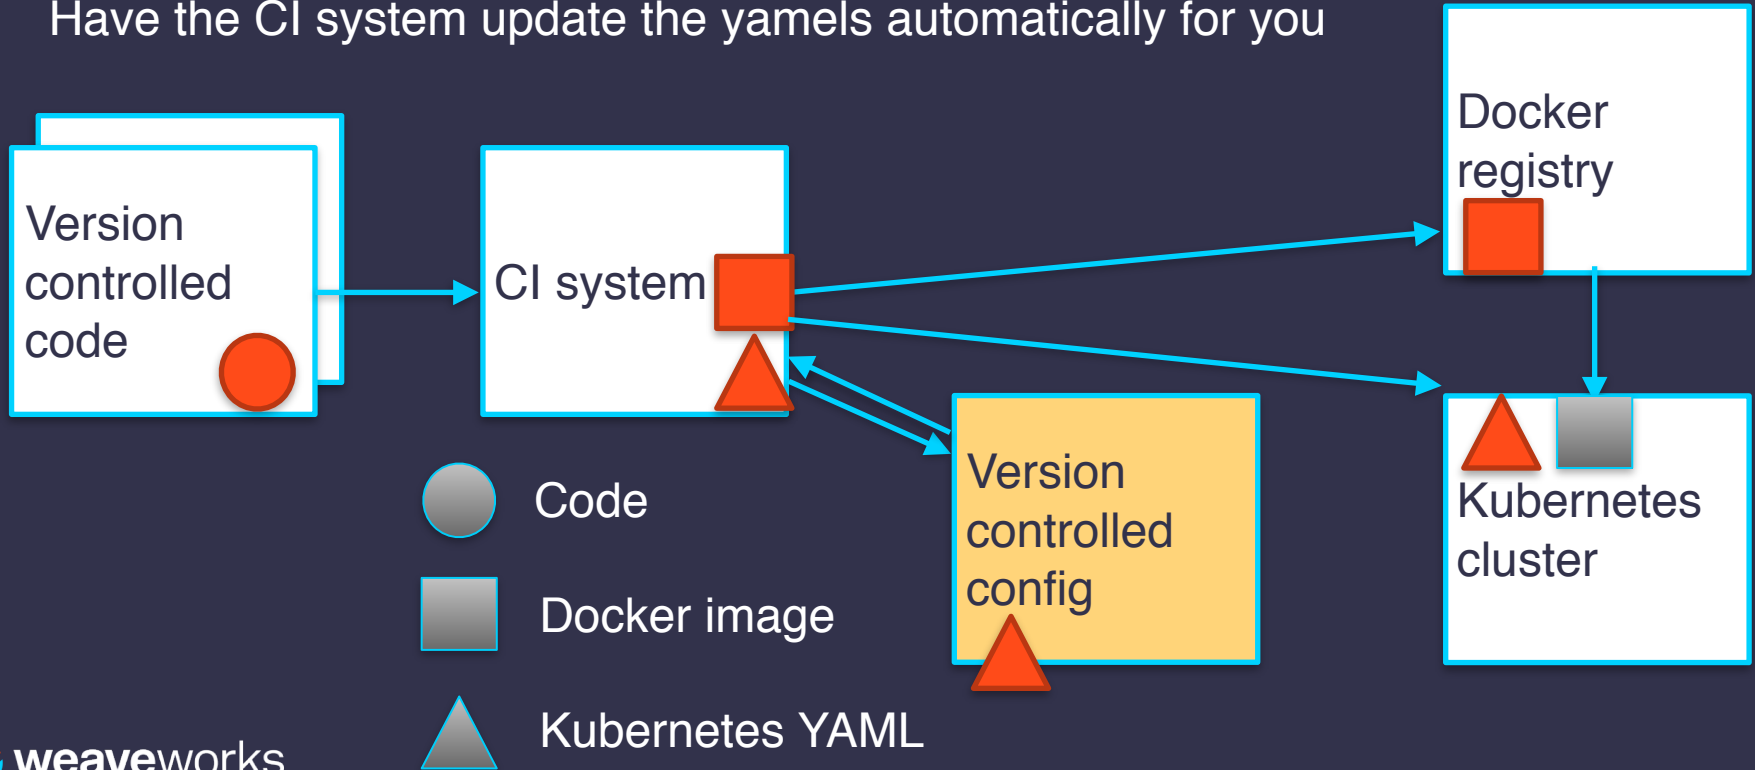 Have the CI system update the yamels automatically for you
Docker
registry
Version
controlled
code
CI system
Version
controlled
config
Kubernetes
cluster
Code
Docker image
Kubernetes YAML
weaveworks